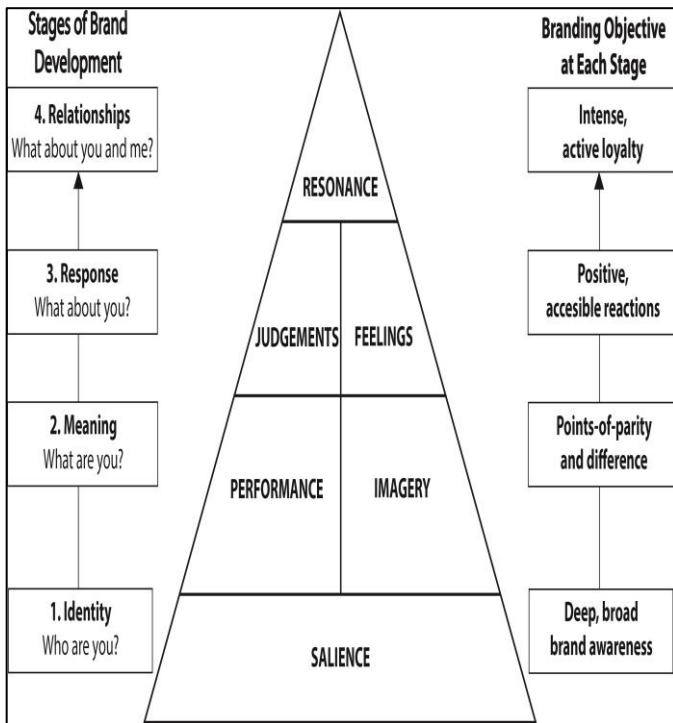 Stages of Brand
Development
4. Relationships
What about you and me?
3. Response
What about you?
2. Meaning
What are you?
1. Identity
Who are you?
RESONANCE
JUDGEMENTS
FEELINGS
PERFORMANCE
IMAGERY
SALIENCE
Branding Objective
at Each Stage
Intense,
active loyalty
Positive,
accesible reactions
Points-of-parity
and difference
Deep, broad
brand awareness